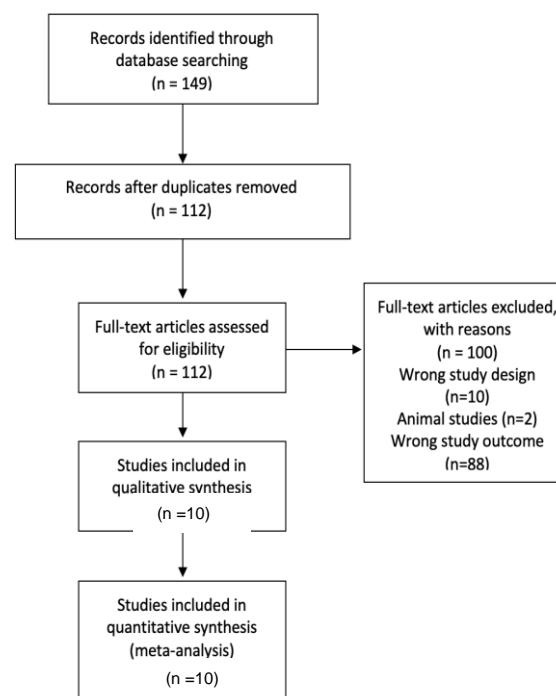 Records identified through
database searching
(n = 149)
Records after duplicates removed
(n = 112)
Full-text articles assessed
for eligibility
(n = 112)
Full-text articles excluded,
with reasons
(n = 100)
Wrong study design
(n=10)
Animal studies (n=2)
Wrong study outcome
(n=88)
Studies included in
qualitative synthesis
(n =10)
Studies included in
quantitative synthesis
(meta-analysis)
(n =10)